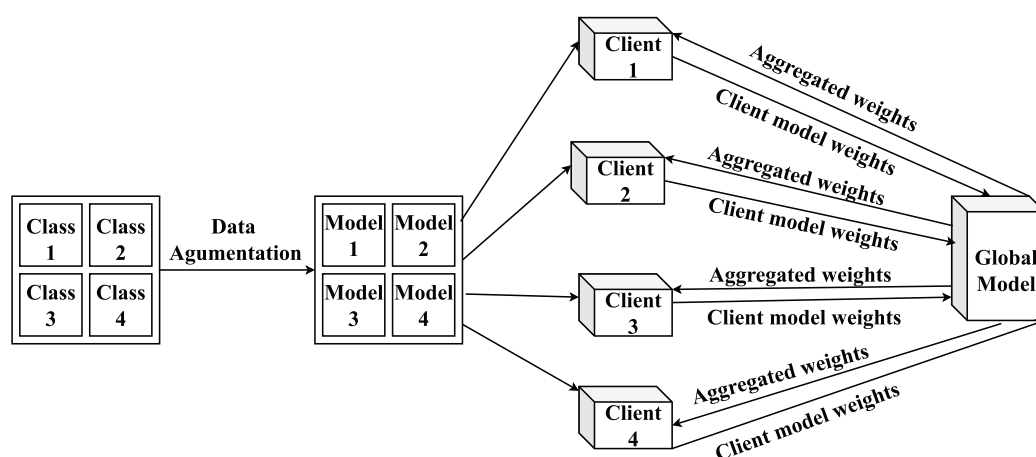 Class
1
Class
2
Class
3
Class
4
Data
Agumentation
Model
1
Model
2
Model
3
Model
4
Client
1
Client
2
Client
3
Client
4
Aggregated weights
Client model weights
Aggregated weights
Client model weights
Aggregated weights
Client model weights
Aggregated weights
Client model weights
Global
Model